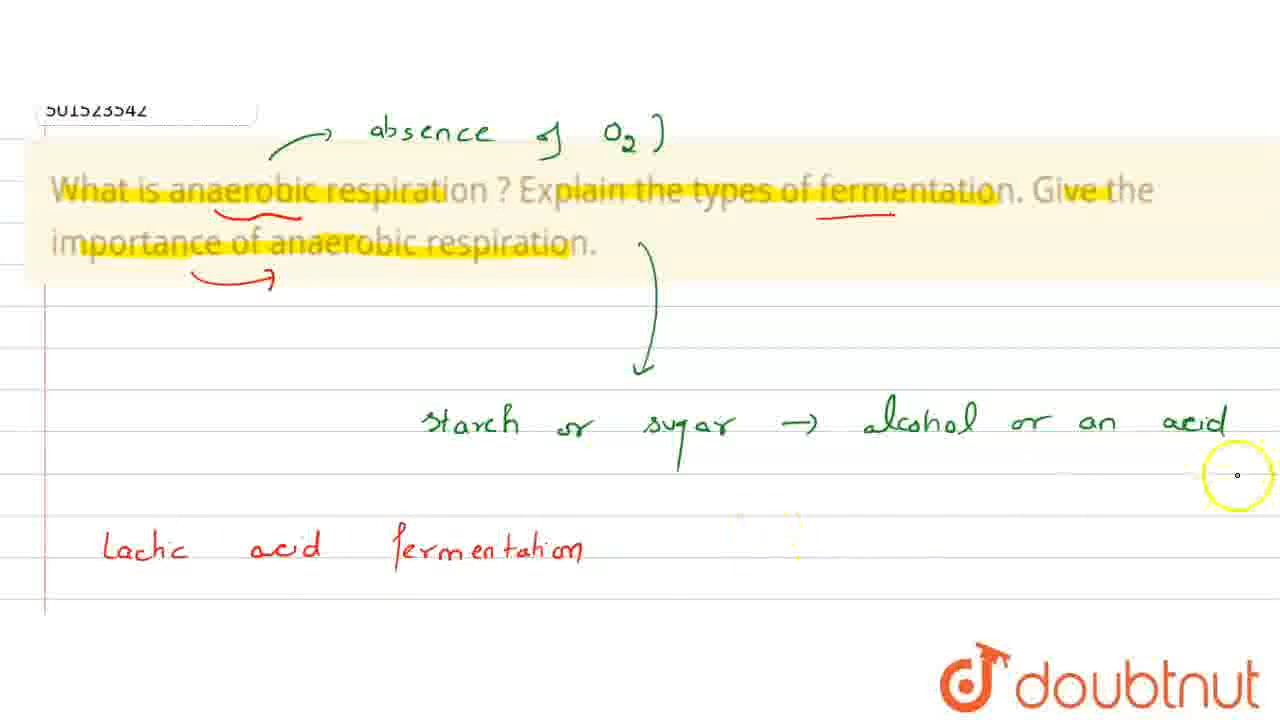 501523542
absence of O2)
What is anaerobic respiration ? Explain the types of fermentation. Give the
importance of anaerobic respiration.
starch or sugar → alcohol or an acid
Lactic acid fermentation
doubtnut